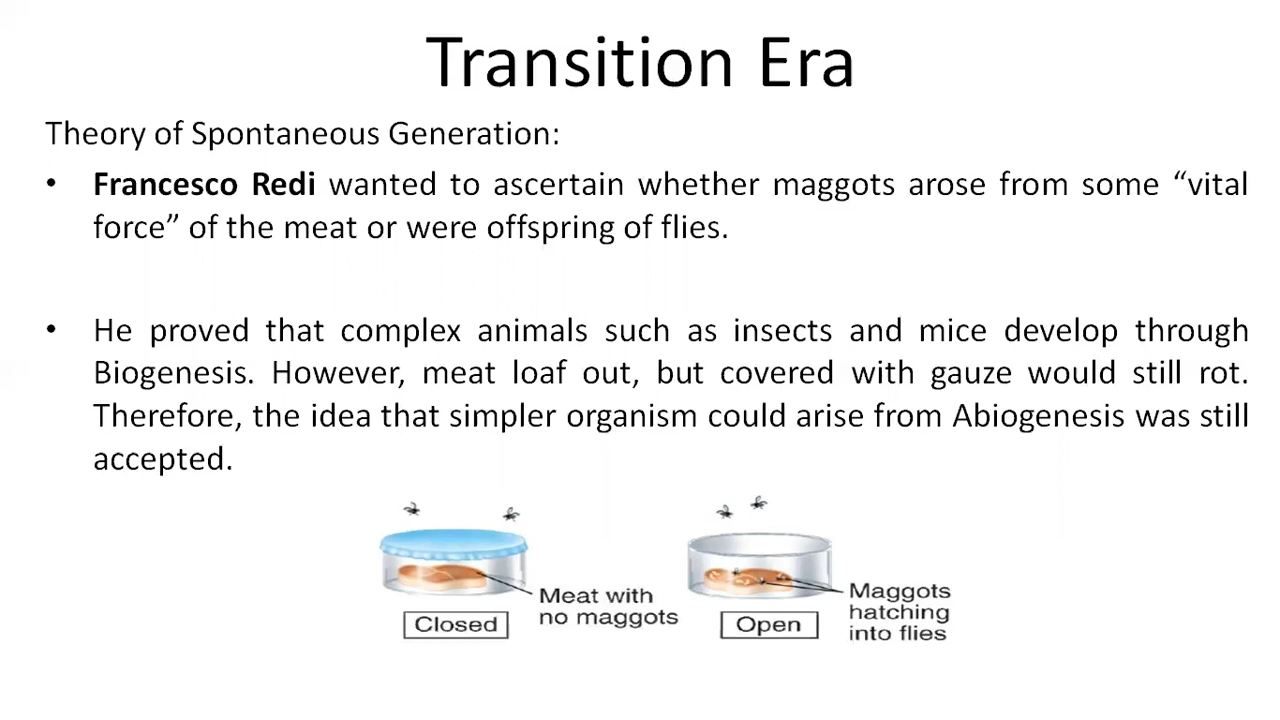 Transition Era
Theory of Spontaneous Generation:
• Francesco Redi wanted to ascertain whether maggots arose from some “vital
force” of the meat or were offspring of flies.
• He proved that complex animals such as insects and mice develop through
Biogenesis. However, meat loaf out, but covered with gauze would still rot.
Therefore, the idea that simpler organism could arise from Abiogenesis was still
accepted.
Meat with
no maggots
Closed
Open
Maggots
hatching
into flies